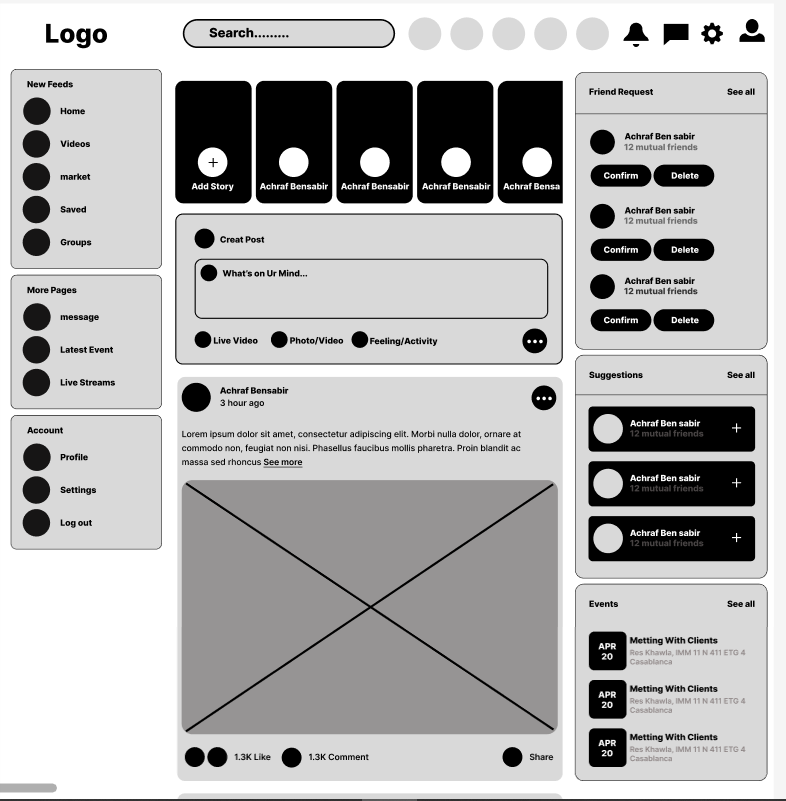 Logo
Search.........
New Feeds
Home
Videos
market
Saved
Groups
More Pages
message
Latest Event
Live Streams
Account
Profile
Settings
Log out
Add Story
Achraf Bensabir
Achraf Bensabir
Achraf Bensabir
Achraf Bensa
Creat Post
What's on Ur Mind...
Live Video
Photo/Video
Feeling/Activity
Achraf Bensabir
3 hour ago
Lorem ipsum dolor sit amet, consectetur adipiscing elit. Morbi nulla dolor, ornare at
commodo non, feugiat non nisi. Phasellus faucibus mollis pharetra. Proin blandit ac
massa sed rhoncus See more
1.3K Like
1.3K Comment
Share
Friend Request
See all
Achraf Ben sabir
12 mutual friends
Confirm
Delete
Achraf Ben sabir
12 mutual friends
Confirm
Delete
Achraf Ben sabir
12 mutual friends
Confirm
Delete
Suggestions
See all
Achraf Ben sabir
12 mutual friends
Achraf Ben sabir
12 mutual friends
Achraf Ben sabir
12 mutual friends
Events
See all
APR
20
Metting With Clients
Res Khawla, IMM 11 N 411 ETG 4
Casablanca
APR
20
Metting With Clients
Res Khawla, IMM 11 N 411 ETG 4
Casablanca
APR
20
Metting With Clients
Res Khawla, IMM 11 N 411 ETG 4
Casablanca